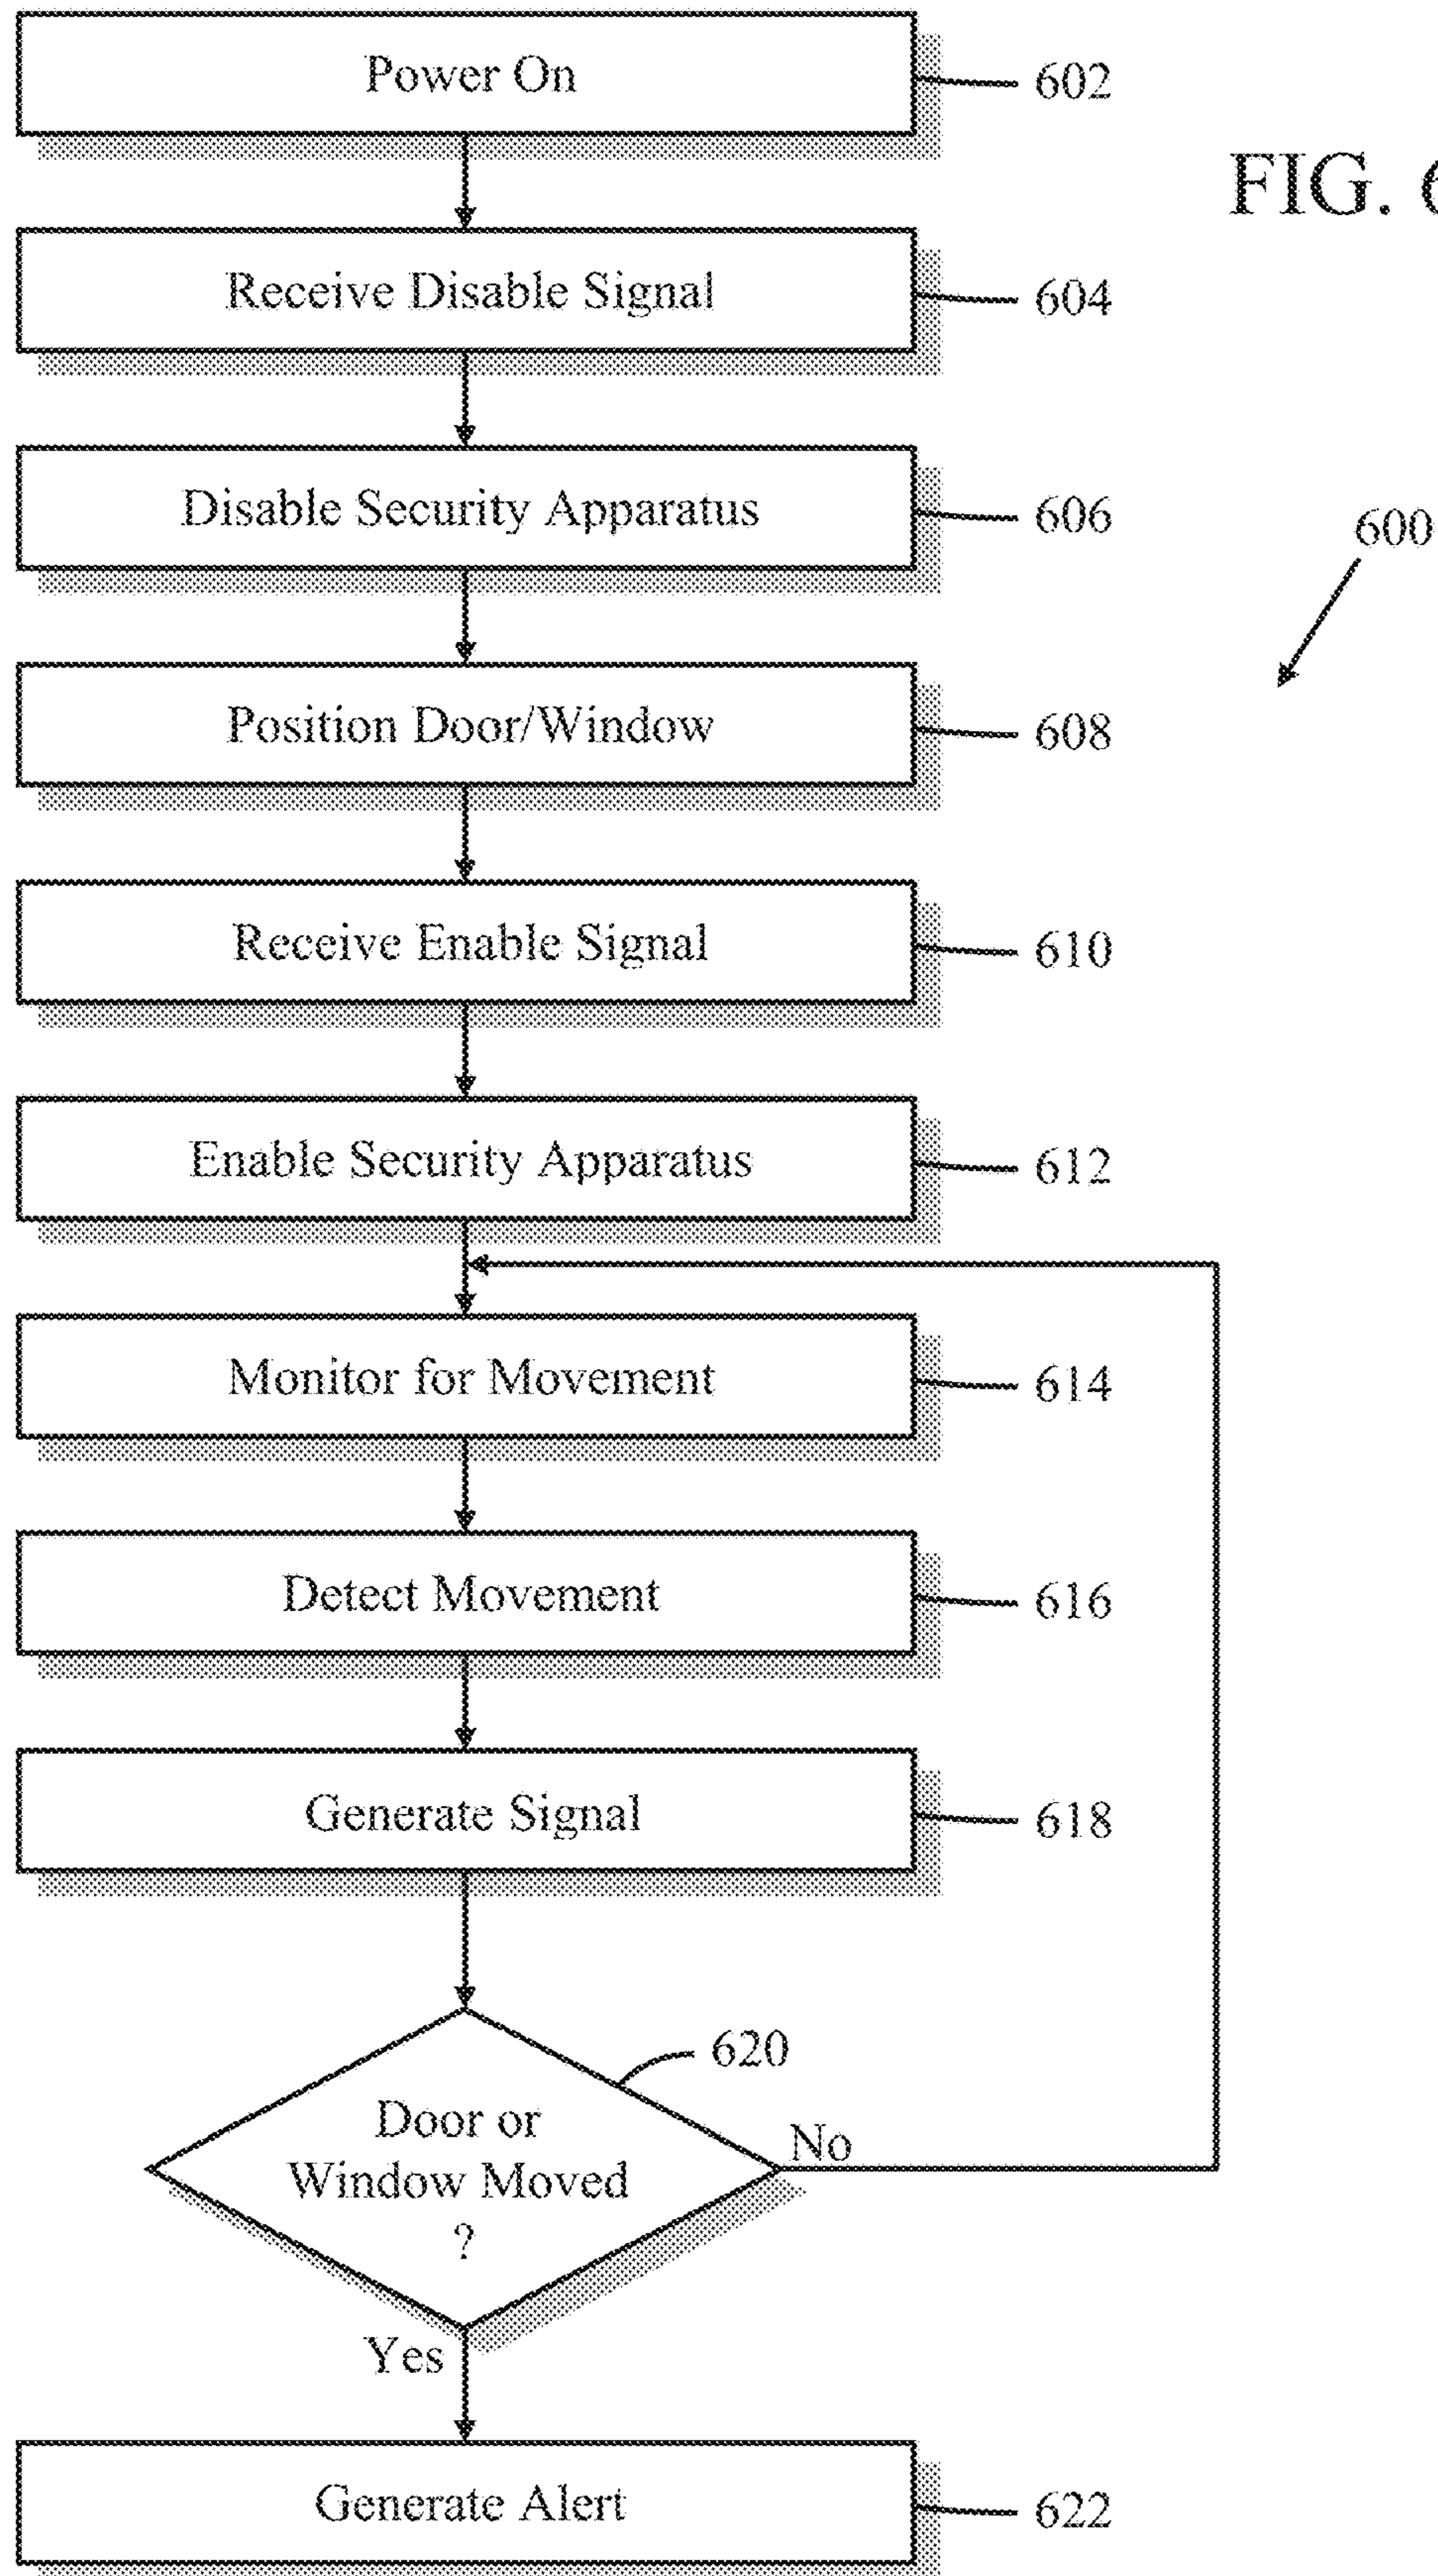 Power On
602
FIG. 6
Receive Disable Signal
604
Disable Security Apparatus
606
600
Position Door/Window
608
Receive Enable Signal
610
Enable Security Apparatus
612
Monitor for Movement
614
Detect Movement
616
Generate Signal
618
620
Door or
Window Moved
?
No
Yes
Generate Alert
622